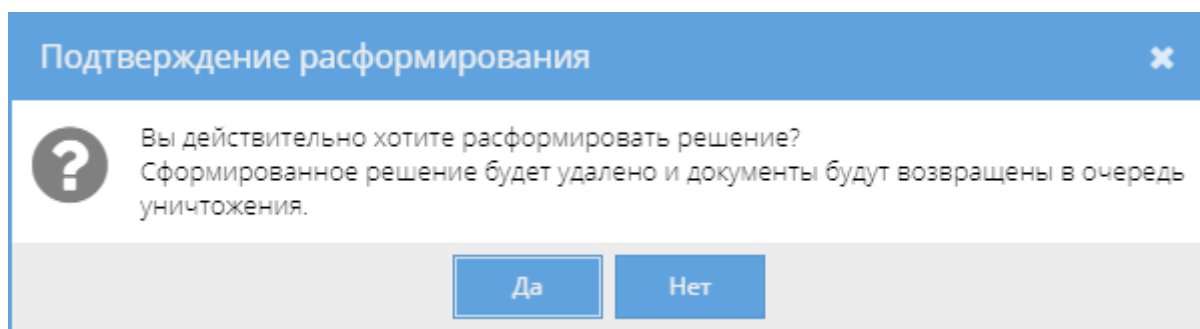 Подтверждение расформирования
Вы действительно хотите расформировать решение?
Сформированное решение будет удалено и документы будут возвращены в очередь
уничтожения.
Да
Нет